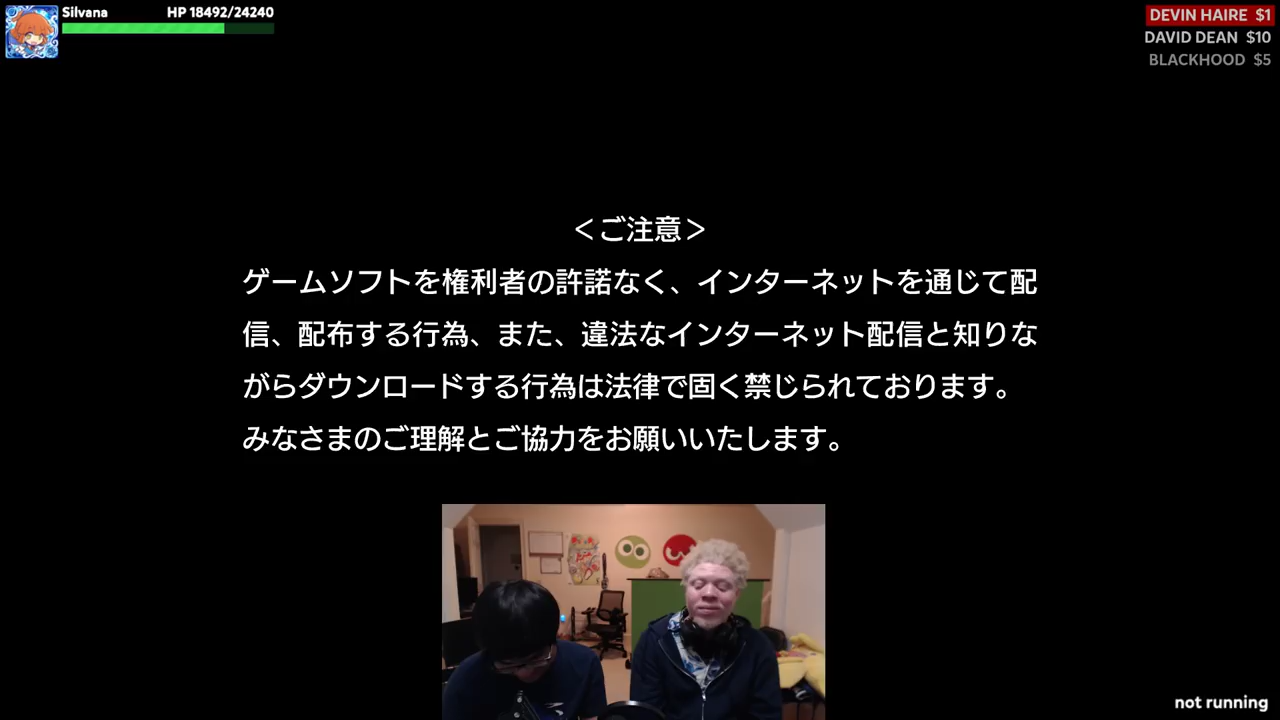 Silvana HP 18492/24240
DEVIN HAIRE $1
DAVID DEAN $10
BLACKHOOD $5
＜ご注意＞
ゲームソフトを権利者の許諾なく、インターネットを通じて配
信、配布する行為、また、違法なインターネット配信と知りな
がらダウンロードする行為は法律で固く禁じられております。
みなさまのご理解とご協力をお願いいたします。
not running